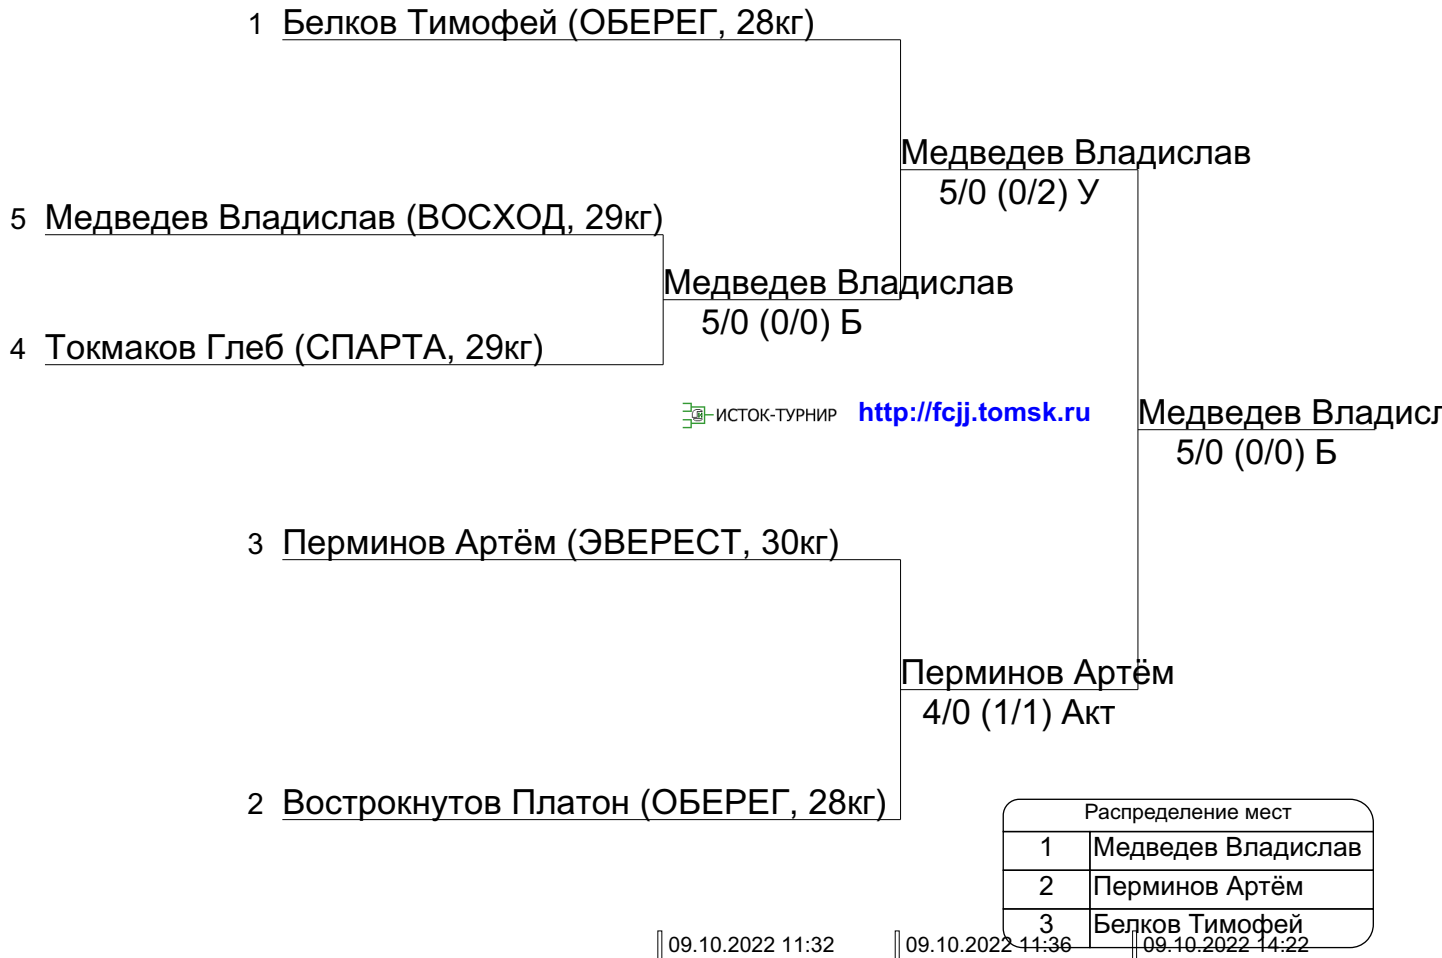 1 Белков Тимофей (ОБЕРЕГ, 28кг)
Медведев Владислав
5/0 (0/2) У
5 Медведев Владислав (ВОСХОД, 29кг)
Медведев Владислав
5/0 (0/0) Б
4 Токмаков Глеб (СПАРТА, 29кг)
ИСТОК-ТУРНИР http://fcjj.tomsk.ru
Медведев Владисл
5/0 (0/0) Б
3 Перминов Артём (ЭВЕРЕСТ, 30кг)
Перминов Артём
4/0 (1/1) Акт
2 Вострокнутов Платон (ОБЕРЕГ, 28кг)
Распределение мест
1 Медведев Владислав
2 Перминов Артём
3 Белков Тимофей
09.10.2022 11:32 09.10.2022 11:36 09.10.2022 14:22